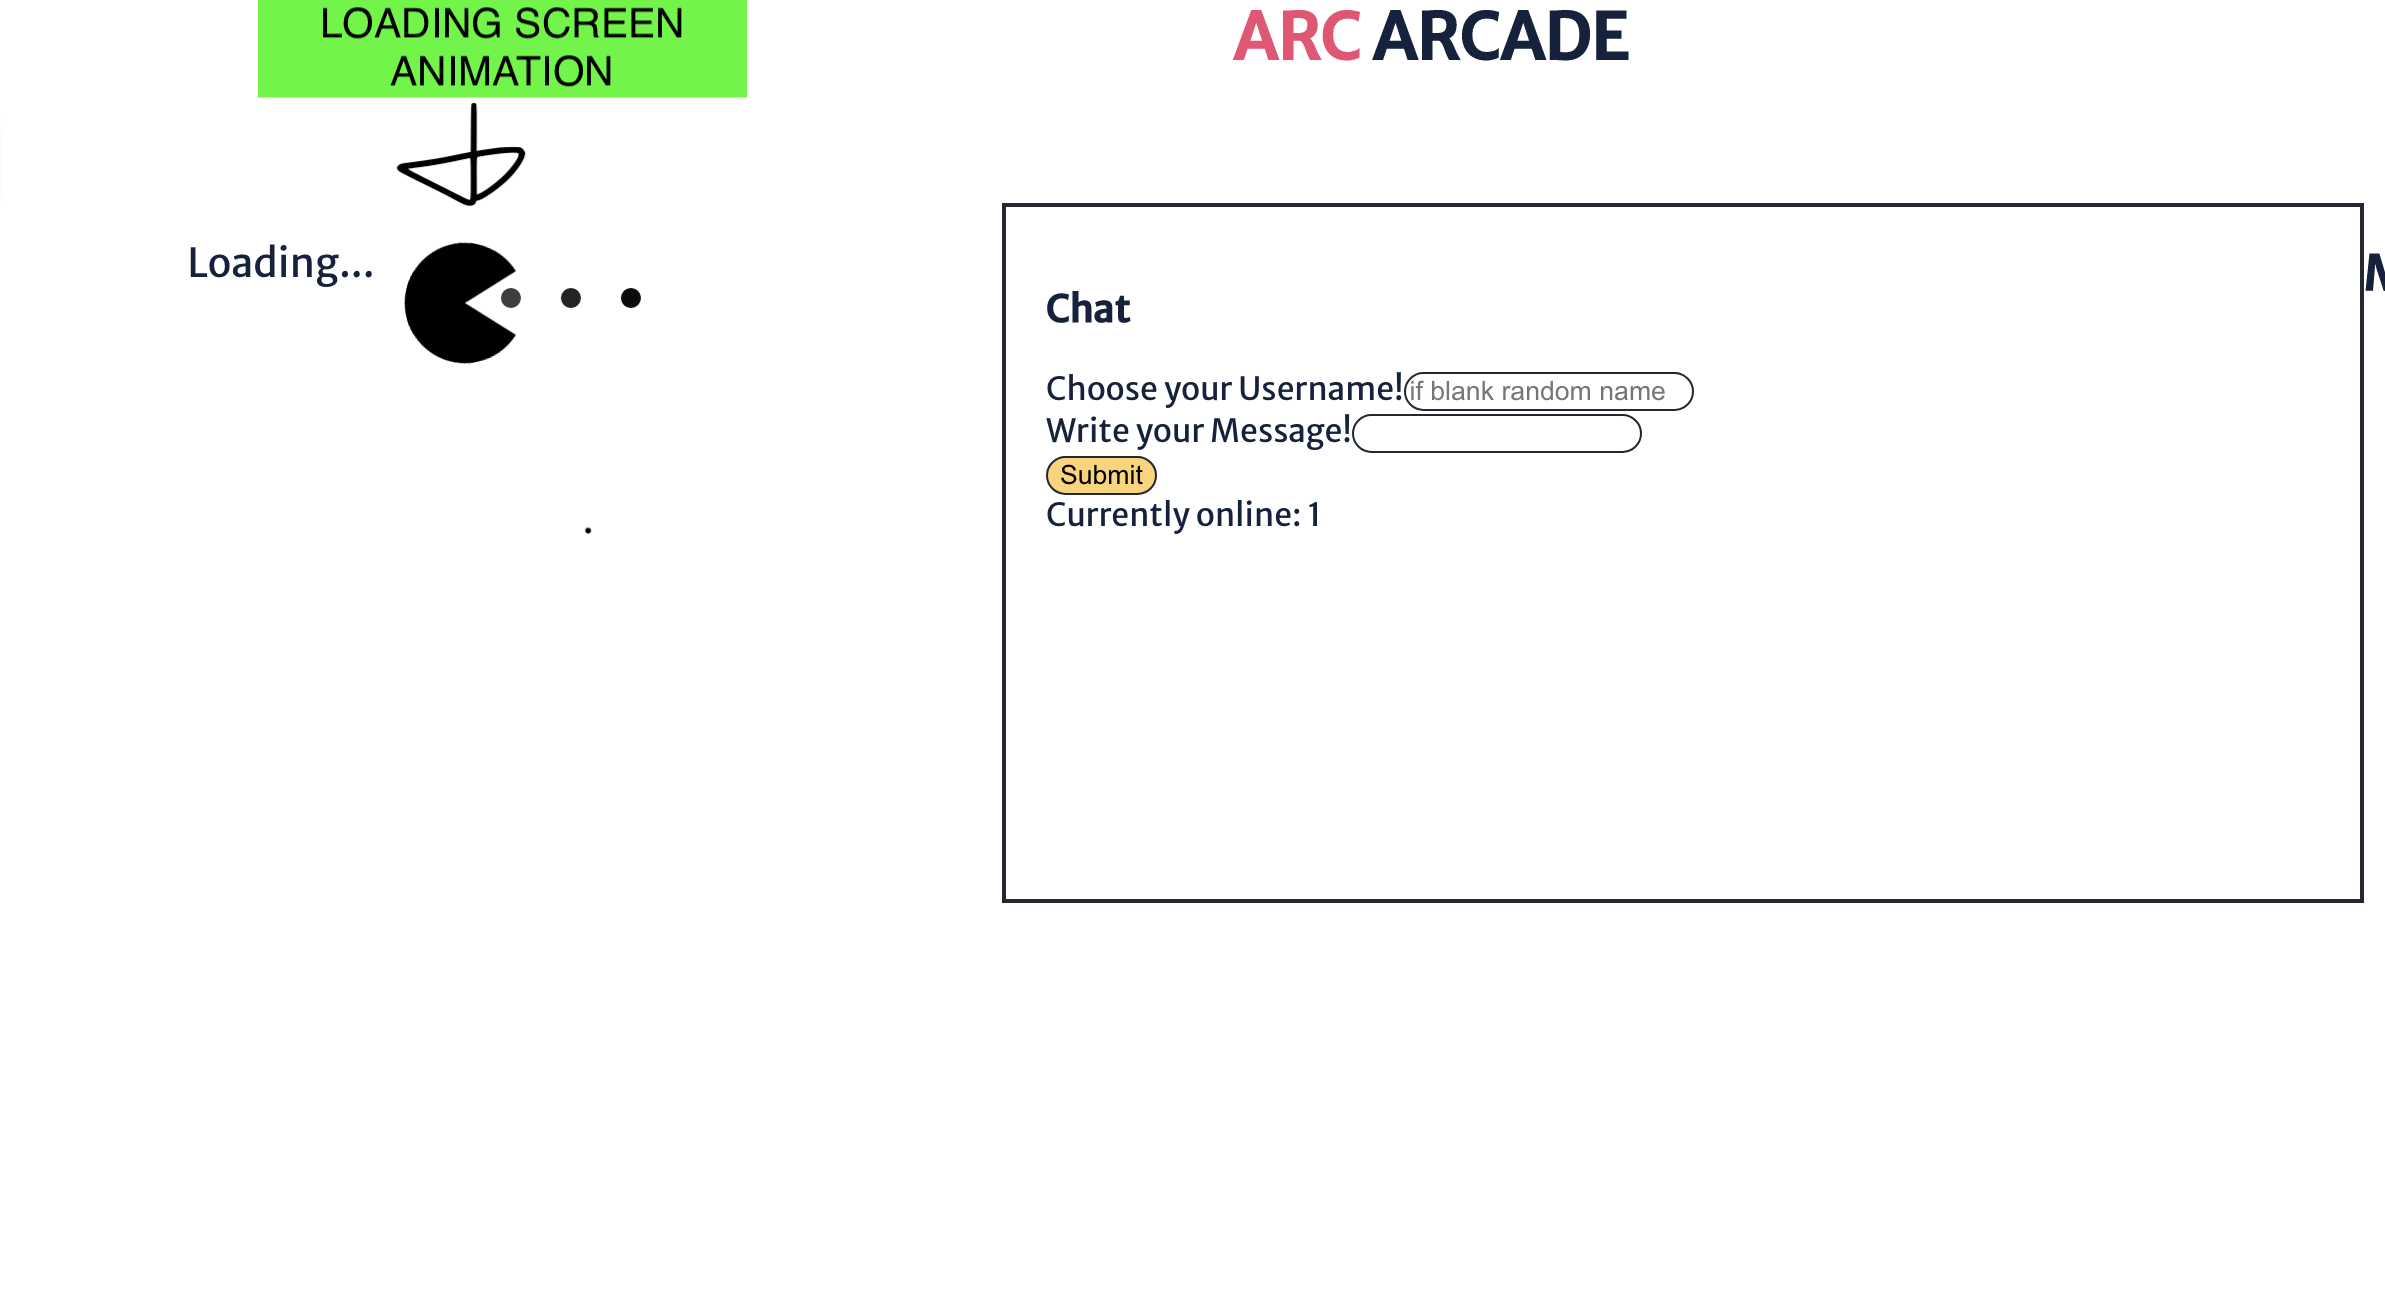 LOADING SCREEN
ANIMATION
ARC ARCADE
Loading...
Chat
Choose your Username! if blank random name
Write your Message!
Submit
Currently online: 1